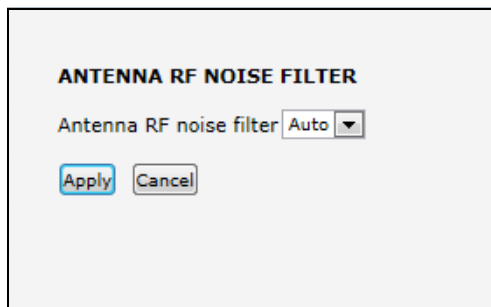 ANTENNA RF NOISE FILTER
Antenna RF noise filter Auto
Apply Cancel